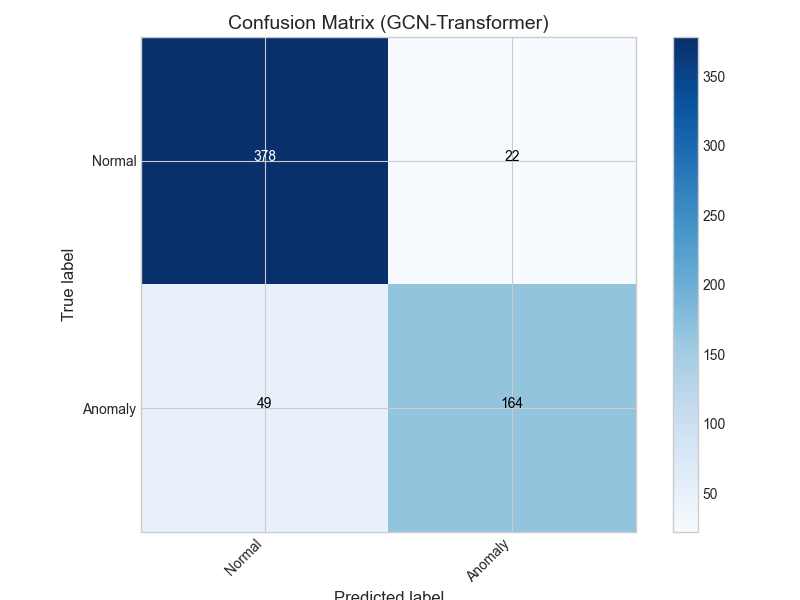 Confusion Matrix (GCN-Transformer)
350
Normal
378
22
300
250
True label
200
150
Anomaly
49
164
100
50
Normal
Anomaly
Predicted label